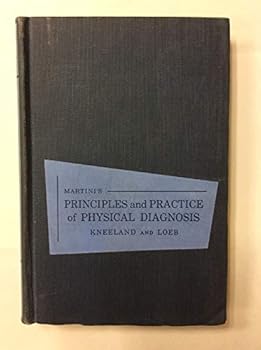 MARTINI'S
PRINCIPLES and PRACTICE
of PHYSICAL DIAGNOSIS
KNEELAND AND LOEB